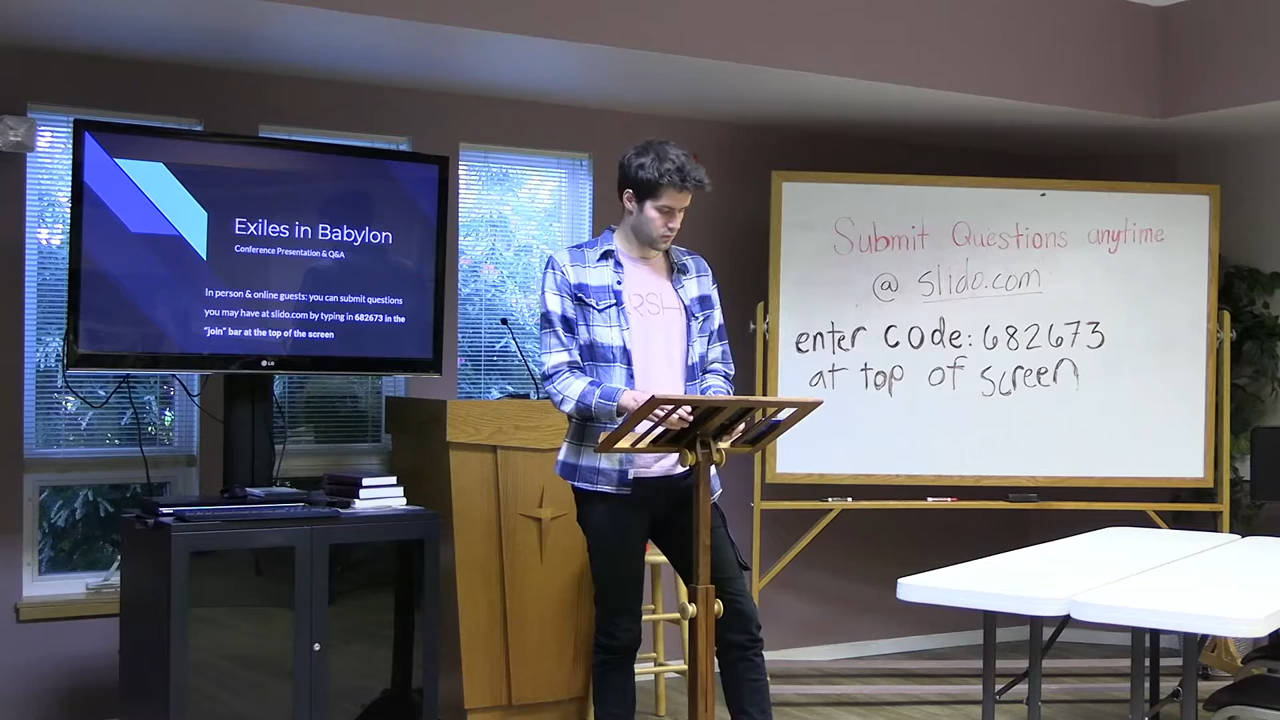 Exiles in Babylon
Conference Presentation & Q&A
In person & online guests: you can submit questions
you may have at slido.com by typing in 682673 in the
"join" bar at the top of the screen
LG
Submit Questions anytime
@ slido.com
enter code: 682673
at top of screen